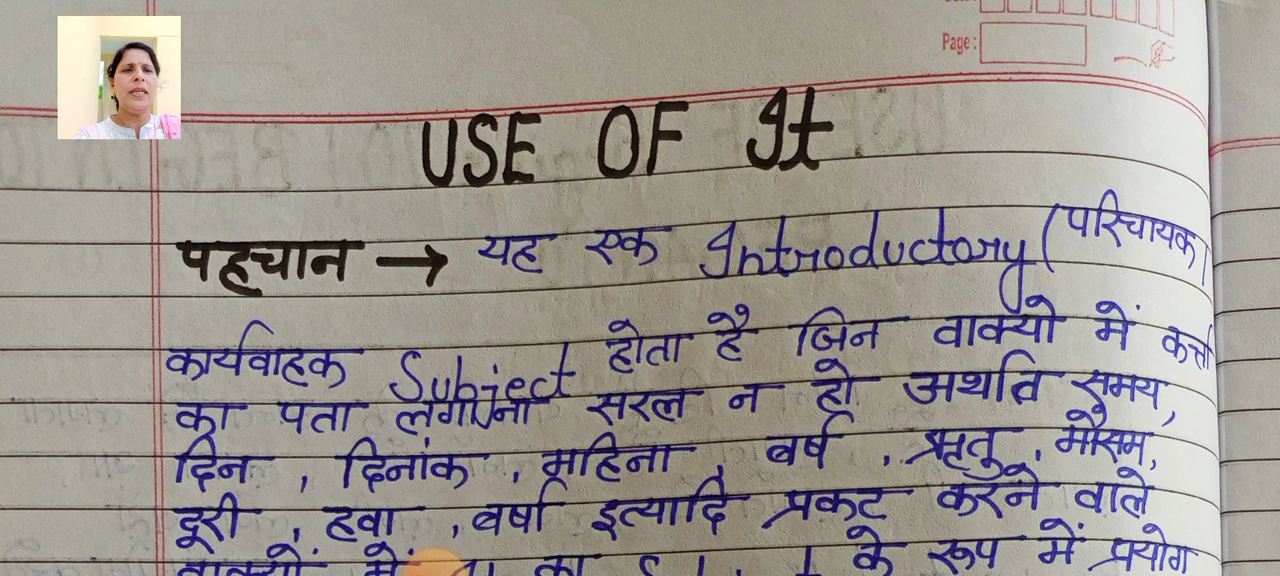 Page:
USE OF It
पहचान → यह एक Introductory (परिचायक)
कार्यवाहक Subject होता है जिन वाक्यो में कर्त्ता
का पता लगाना सरल न हो अर्थात समय,
दिन , दिनांक , महिना , वर्ष , ऋतु , मौसम,
दूरी , हवा , वर्षा इत्यादि प्रकट करने वाले
वाक्यों में It का के रूप में प्रयोग